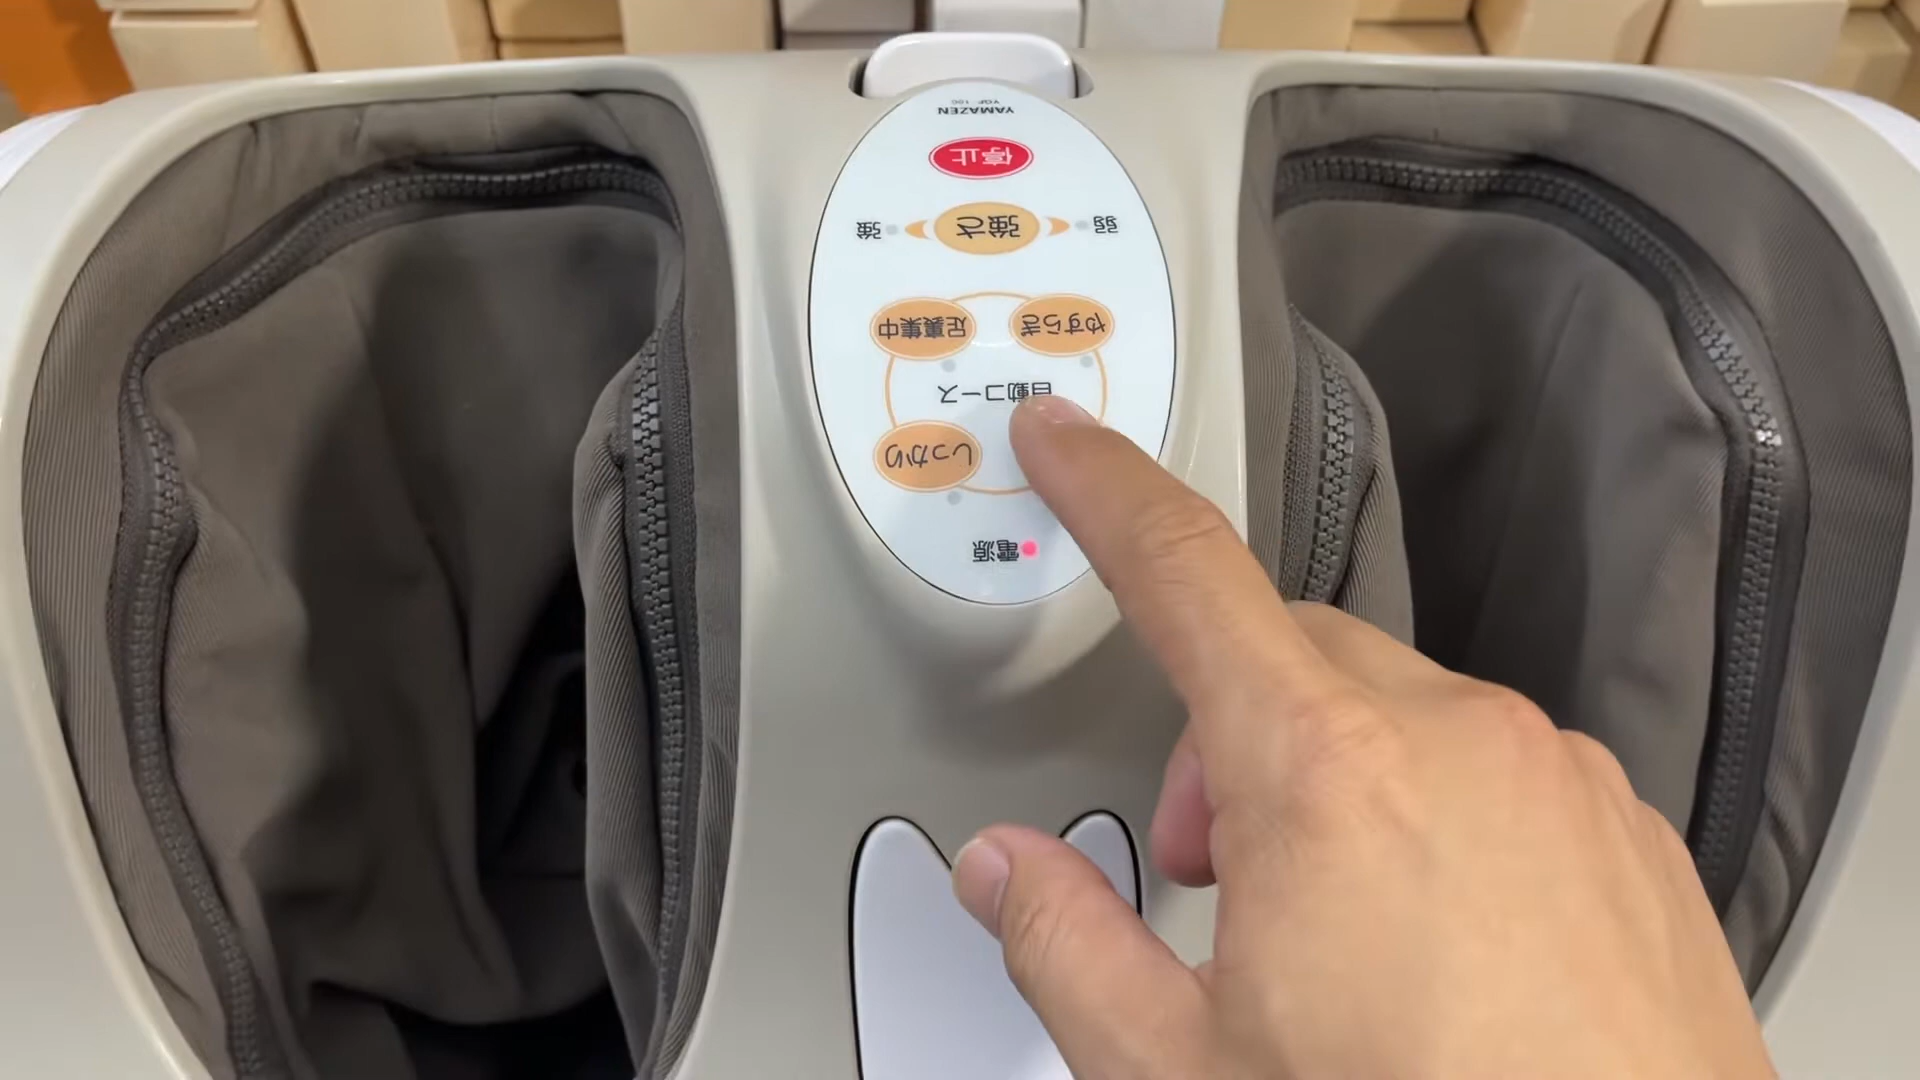 電源
しっかり
自動コース
やすらぎ 足裏集中
弱 強さ 強
停止
YAMAZEN